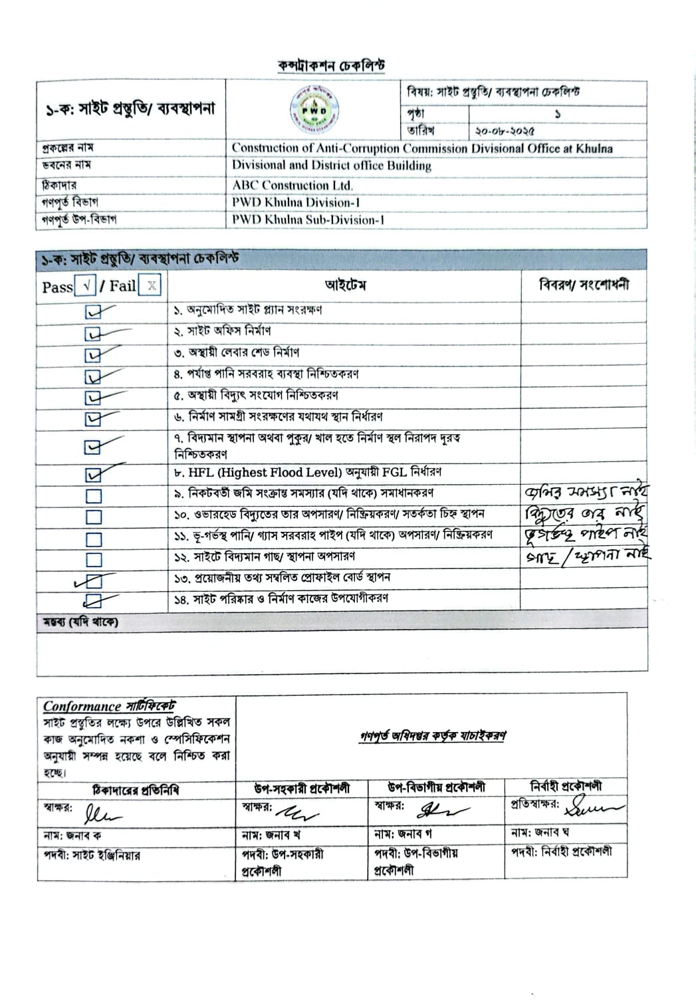 কন্সট্রাকশন চেকলিস্ট
১-ক: সাইট প্রস্তুতি/ ব্যবস্থাপনা
PWD
বিষয়: সাইট প্রস্তুতি/ ব্যবস্থাপনা চেকলিস্ট
পৃষ্ঠা ১
তারিখ ২০-০৮-২০২৫
প্রকল্পের নাম Construction of Anti-Corruption Commission Divisional Office at Khulna
ভবনের নাম Divisional and District office Building
ঠিকাদার ABC Construction Ltd.
গণপূর্ত বিভাগ PWD Khulna Division-1
গণপূর্ত উপ-বিভাগ PWD Khulna Sub-Division-1
১-ক: সাইট প্রস্তুতি/ ব্যবস্থাপনা চেকলিস্ট
Pass √ / Fail X আইটেম বিবরণ/ সংশোধনী
১. অনুমোদিত সাইট প্ল্যান সংরক্ষণ
২. সাইট অফিস নির্মাণ
৩. অস্থায়ী লেবার শেড নির্মাণ
৪. পর্যাপ্ত পানি সরবরাহ ব্যবস্থা নিশ্চিতকরণ
৫. অস্থায়ী বিদ্যুৎ সংযোগ নিশ্চিতকরণ
৬. নির্মাণ সামগ্রী সংরক্ষণের যথাযথ স্থান নির্ধারণ
৭. বিদ্যমান স্থাপনা অথবা পুকুর/ খাল হতে নির্মাণ স্থল নিরাপদ দূরত্ব
নিশ্চিতকরণ
৮. HFL (Highest Flood Level) অনুযায়ী FGL নির্ধারণ
৯. নিকটবর্তী জমি সংক্রান্ত সমস্যার (যদি থাকে) সমাধানকরণ জমির সমস্যা নাই
১০. ওভারহেড বিদ্যুতের তার অপসারণ/ নিষ্ক্রিয়করণ/ সতর্কতা চিহ্ন স্থাপন বিদ্যুতের তার নাই
১১. ভূ-গর্ভস্থ পানি/ গ্যাস সরবরাহ পাইপ (যদি থাকে) অপসারণ/ নিষ্ক্রিয়করণ ভূগর্ভস্থ পাইপ নাই
১২. সাইটে বিদ্যমান গাছ/ স্থাপনা অপসারণ গাছ / স্থাপনা নাই
১৩. প্রয়োজনীয় তথ্য সম্বলিত প্রোফাইল বোর্ড স্থাপন
১৪. সাইট পরিষ্কার ও নির্মাণ কাজের উপযোগীকরণ
মন্তব্য (যদি থাকে)
Conformance সার্টিফিকেট
সাইট প্রস্তুতির লক্ষ্যে উপরে উল্লিখিত সকল
কাজ অনুমোদিত নকশা ও স্পেসিফিকেশন
অনুযায়ী সম্পন্ন হয়েছে বলে নিশ্চিত করা
হচ্ছে।
গণপূর্ত অধিদপ্তর কর্তৃক যাচাইকরণ
ঠিকাদারের প্রতিনিধি উপ-সহকারী প্রকৌশলী উপ-বিভাগীয় প্রকৌশলী নির্বাহী প্রকৌশলী
স্বাক্ষর: স্বাক্ষর: স্বাক্ষর: প্রতিস্বাক্ষর:
নাম: জনাব ক নাম: জনাব খ নাম: জনাব গ নাম: জনাব ঘ
পদবী: সাইট ইঞ্জিনিয়ার পদবী: উপ-সহকারী পদবী: উপ-বিভাগীয় পদবী: নির্বাহী প্রকৌশলী
প্রকৌশলী প্রকৌশলী